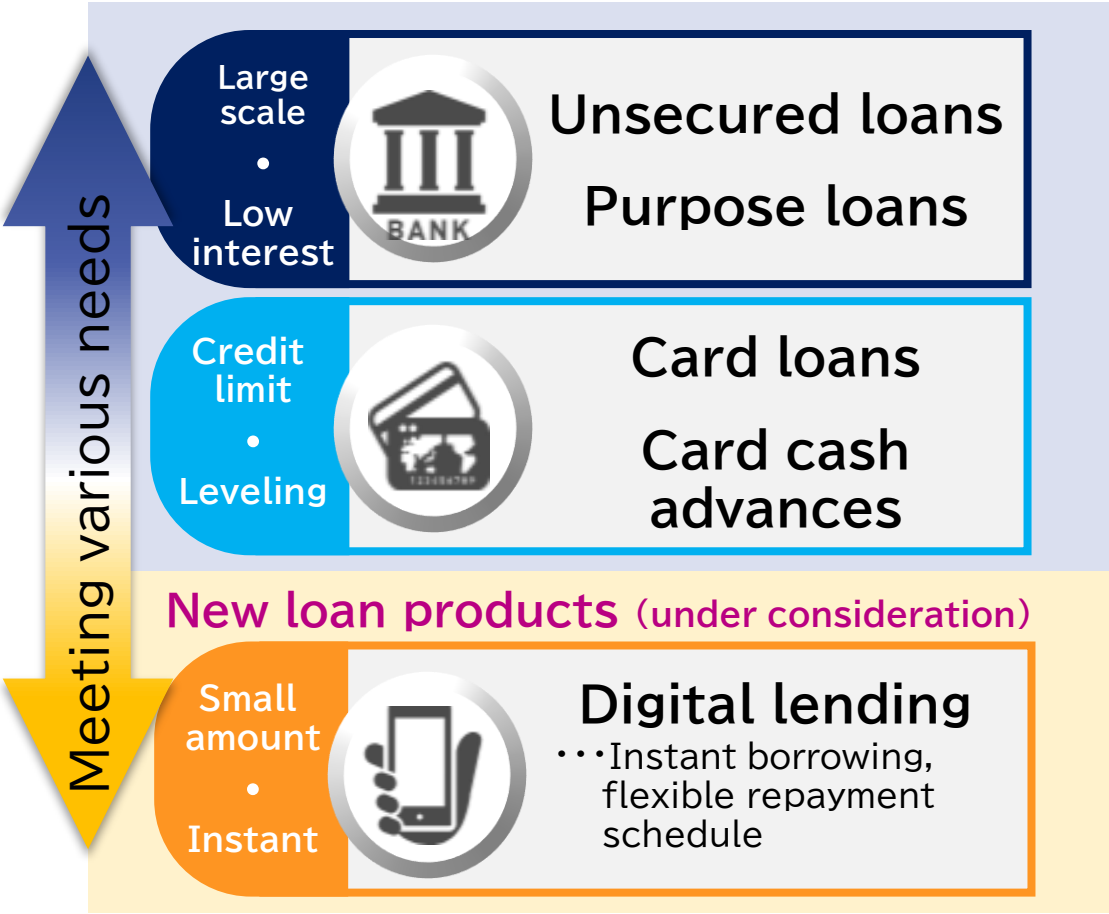 Meeting various needs
Large
scale
•
Low
interest
BANK
Unsecured loans
Purpose loans
Credit
limit
•
Leveling
123456789
Card loans
Card cash
advances
New loan products (under consideration)
Small
amount
•
Instant
Digital lending
・・・Instant borrowing,
flexible repayment
schedule